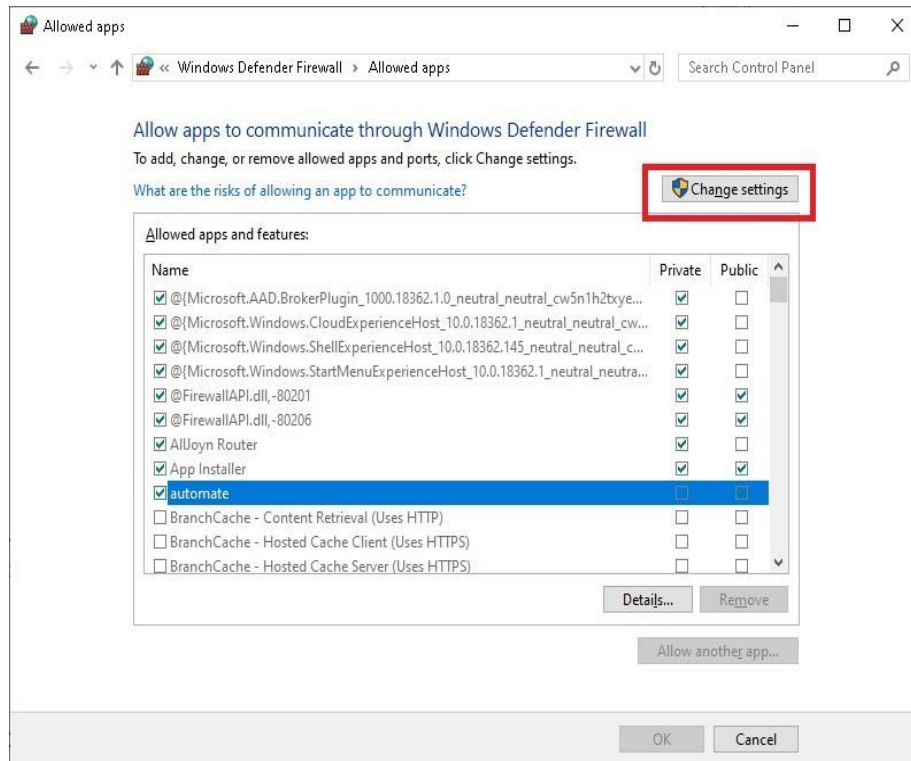 Allowed apps
« Windows Defender Firewall > Allowed apps
Search Control Panel
Allow apps to communicate through Windows Defender Firewall
To add, change, or remove allowed apps and ports, click Change settings.
What are the risks of allowing an app to communicate?
Change settings
Allowed apps and features:
Name Private Public
@{Microsoft.AAD.BrokerPlugin_1000.18362.1.0_neutral_neutral_cw5n1h2txye...
@{Microsoft.Windows.CloudExperienceHost_10.0.18362.1_neutral_neutral_cw...
@{Microsoft.Windows.ShellExperienceHost_10.0.18362.145_neutral_neutral_c...
@{Microsoft.Windows.StartMenuExperienceHost_10.0.18362.1_neutral_neutra...
@FirewallAPI.dll,-80201
@FirewallAPI.dll,-80206
AllJoyn Router
App Installer
automate
BranchCache - Content Retrieval (Uses HTTP)
BranchCache - Hosted Cache Client (Uses HTTPS)
BranchCache - Hosted Cache Server (Uses HTTPS)
Details... Remove
Allow another app...
OK Cancel